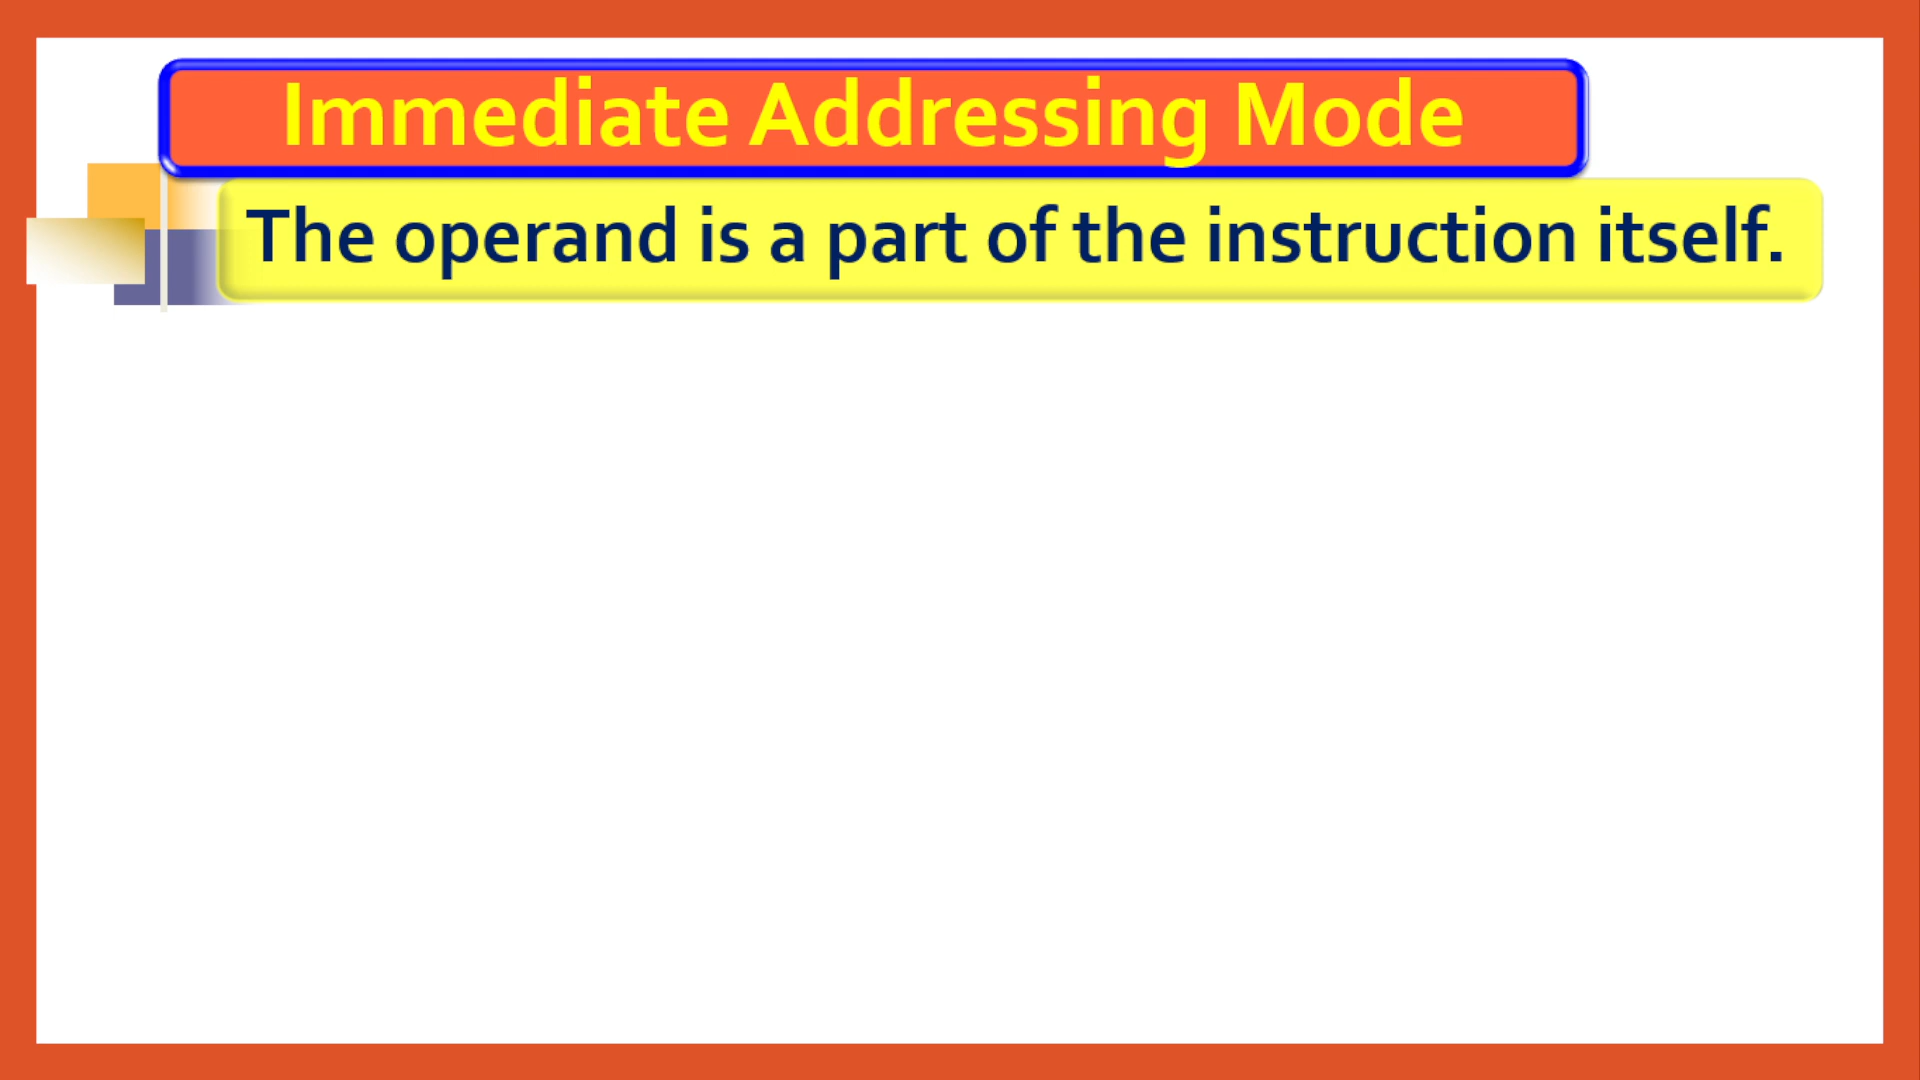 Immediate Addressing Mode
The operand is a part of the instruction itself.